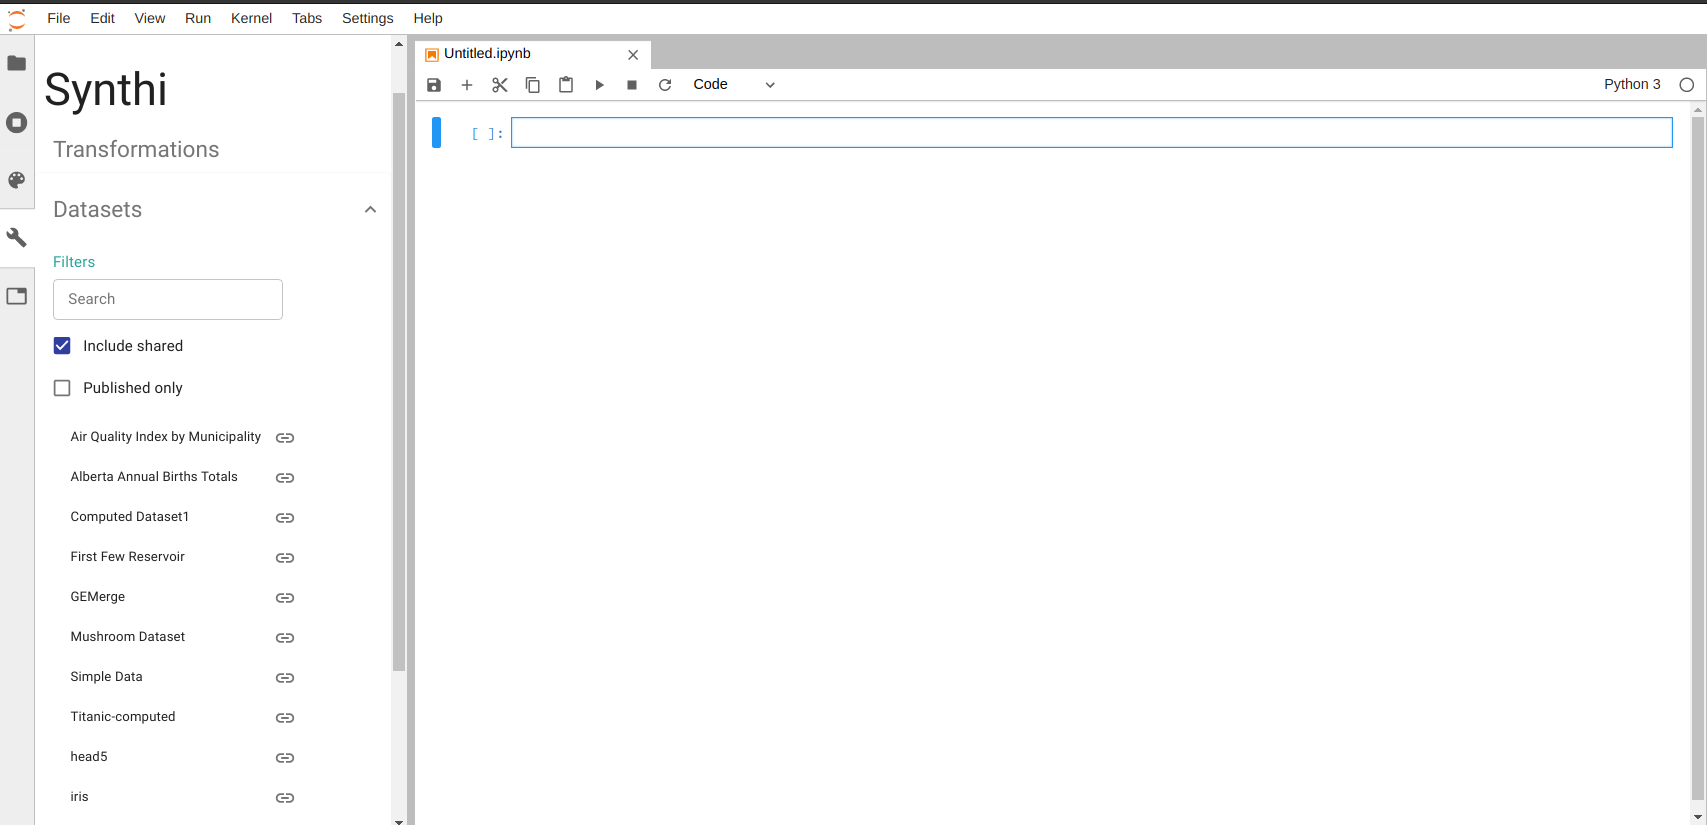 File Edit View Run Kernel Tabs Settings Help
Synthi
Transformations
Datasets
Filters
Search
Include shared
Published only
Air Quality Index by Municipality
Alberta Annual Births Totals
Computed Dataset1
First Few Reservoir
GEMerge
Mushroom Dataset
Simple Data
Titanic-computed
head5
iris
Untitled.ipynb
Code
Python 3
[ ]: